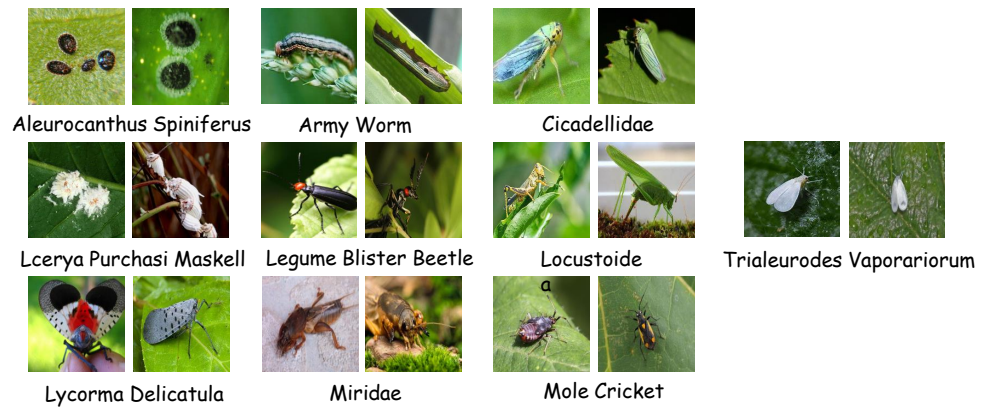 Aleurocanthus Spiniferus
Army Worm
Cicadellidae
Lcerya Purchasi Maskell
Legume Blister Beetle
Locustoide
a
Trialeurodes Vaporariorum
Lycorma Delicatula
Miridae
Mole Cricket